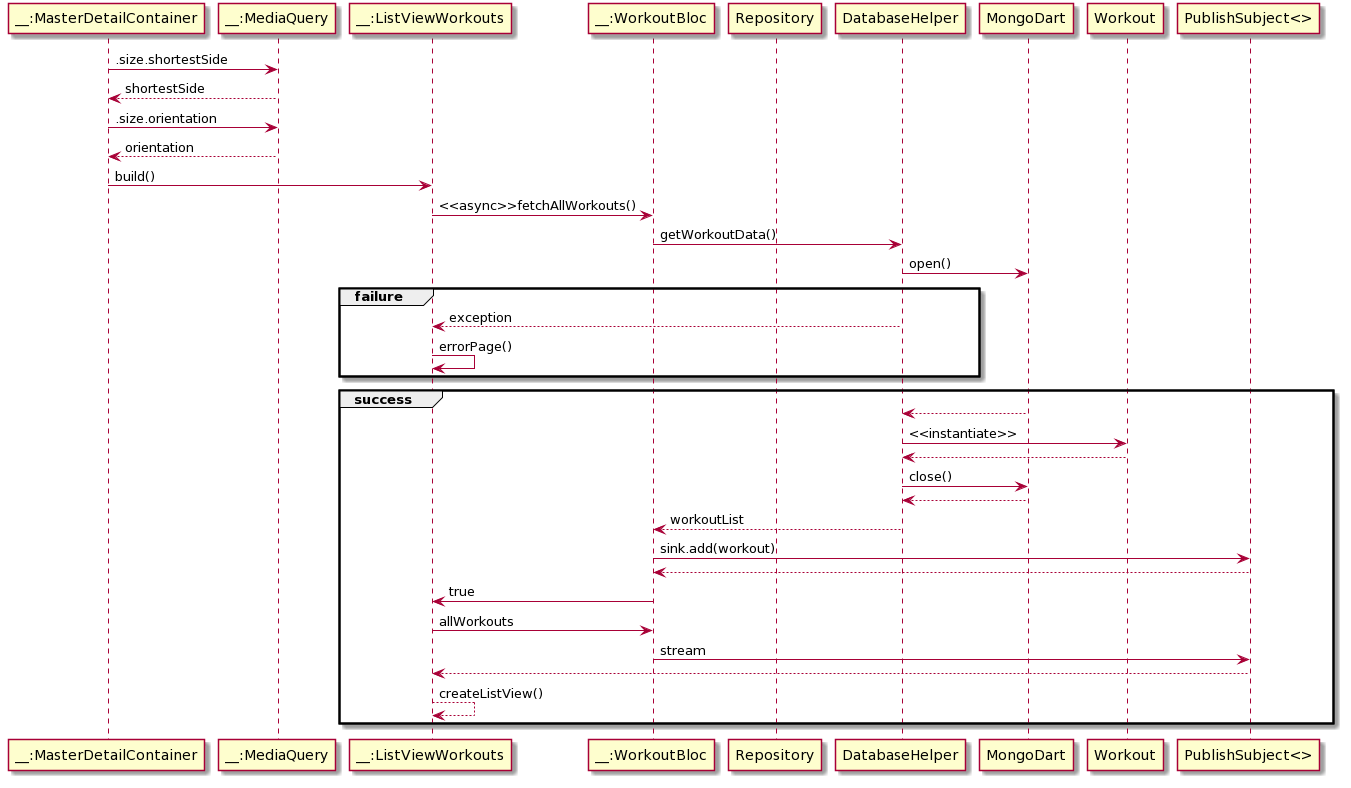 __:MasterDetailContainer
__:MediaQuery
__:ListViewWorkouts
__:WorkoutBloc
Repository
DatabaseHelper
MongoDart
Workout
PublishSubject<>
.size.shortestSide
shortestSide
.size.orientation
orientation
build()
<<async>>fetchAllWorkouts()
getWorkoutData()
open()
failure
exception
errorPage()
success
<<instantiate>>
close()
workoutList
sink.add(workout)
true
allWorkouts
stream
createListView()
__:MasterDetailContainer
__:MediaQuery
__:ListViewWorkouts
__:WorkoutBloc
Repository
DatabaseHelper
MongoDart
Workout
PublishSubject<>